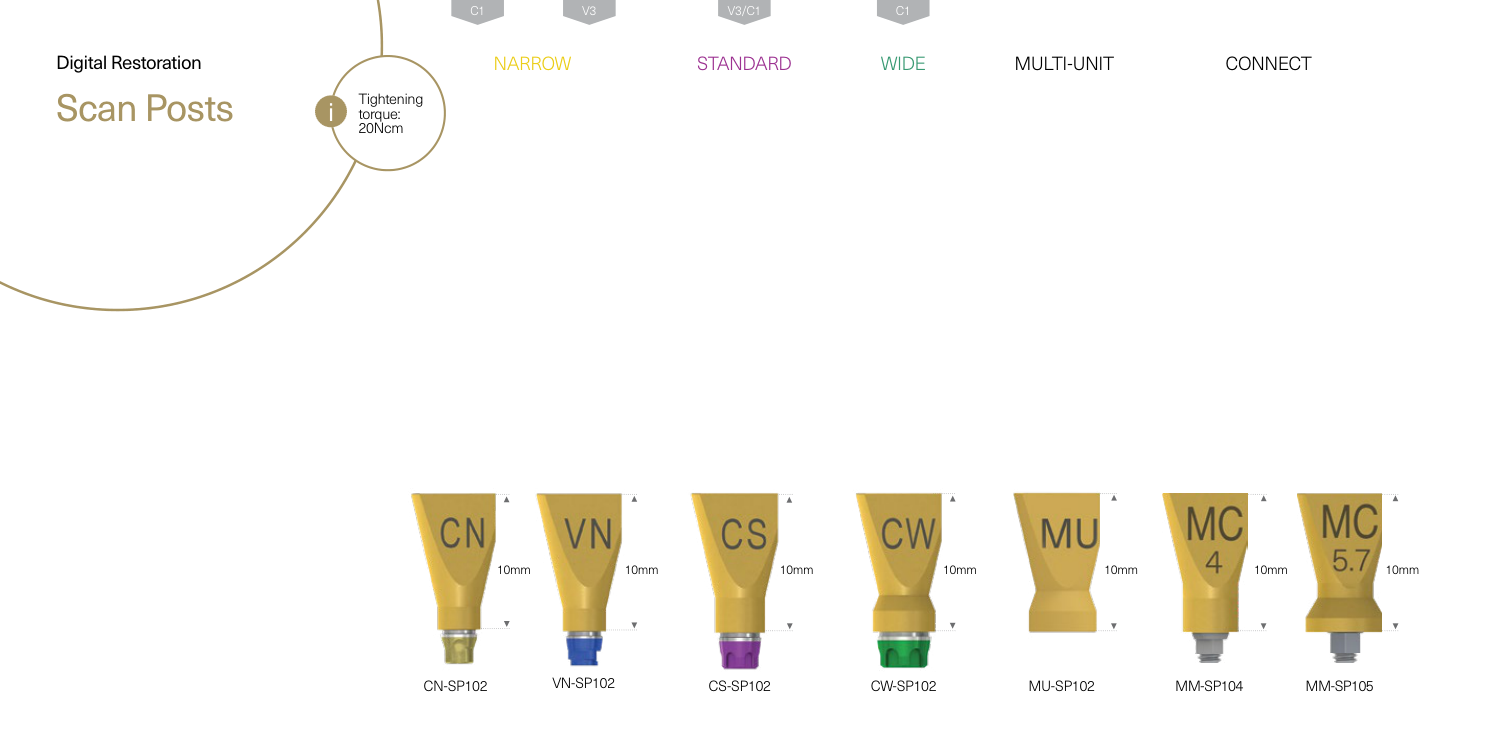 C1
V3
V3/C1
C1
Digital Restoration
Scan Posts
i
Tightening
torque:
20Ncm
NARROW
STANDARD
WIDE
MULTI-UNIT
CONNECT
CN
10mm
VN
10mm
CS
10mm
CW
10mm
MU
10mm
MC
4
10mm
MC
5.7
10mm
CN-SP102
VN-SP102
CS-SP102
CW-SP102
MU-SP102
MM-SP104
MM-SP105